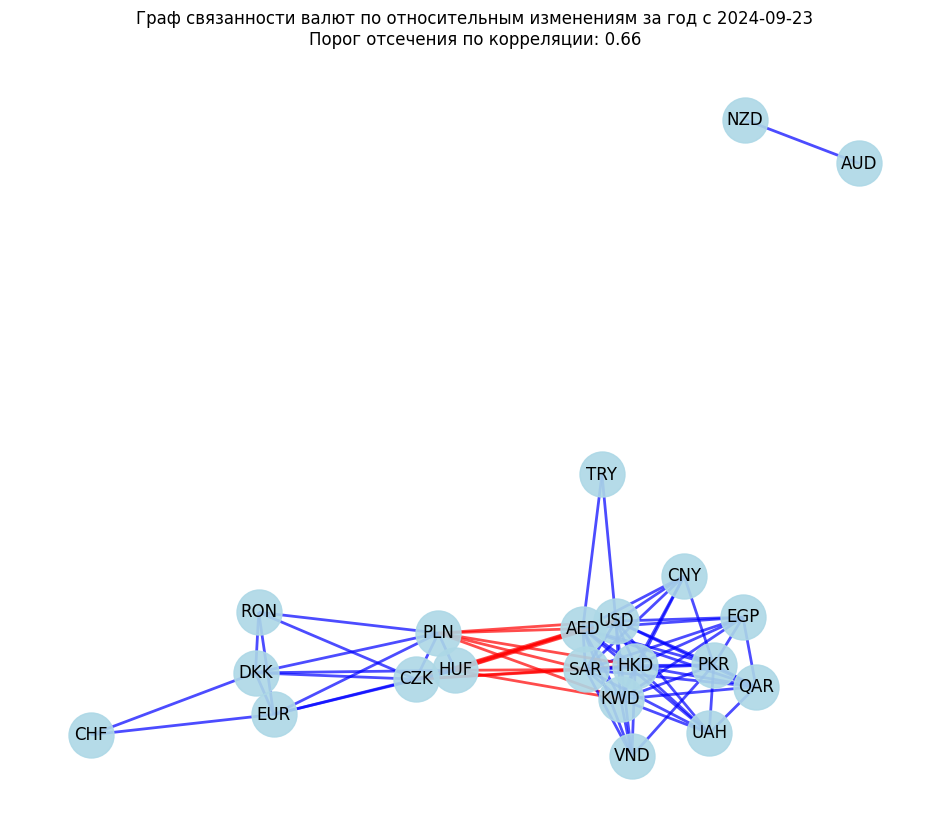 Граф связанности валют по относительным изменениям за год с 2024-09-23
Порог отсечения по корреляции: 0.66
NZD
AUD
TRY
CNY
RON
EGP
USD
AED
PLN
HKD
PKR
SAR
HUF
DKK
CZK
QAR
KWD
EUR
UAH
CHF
VND